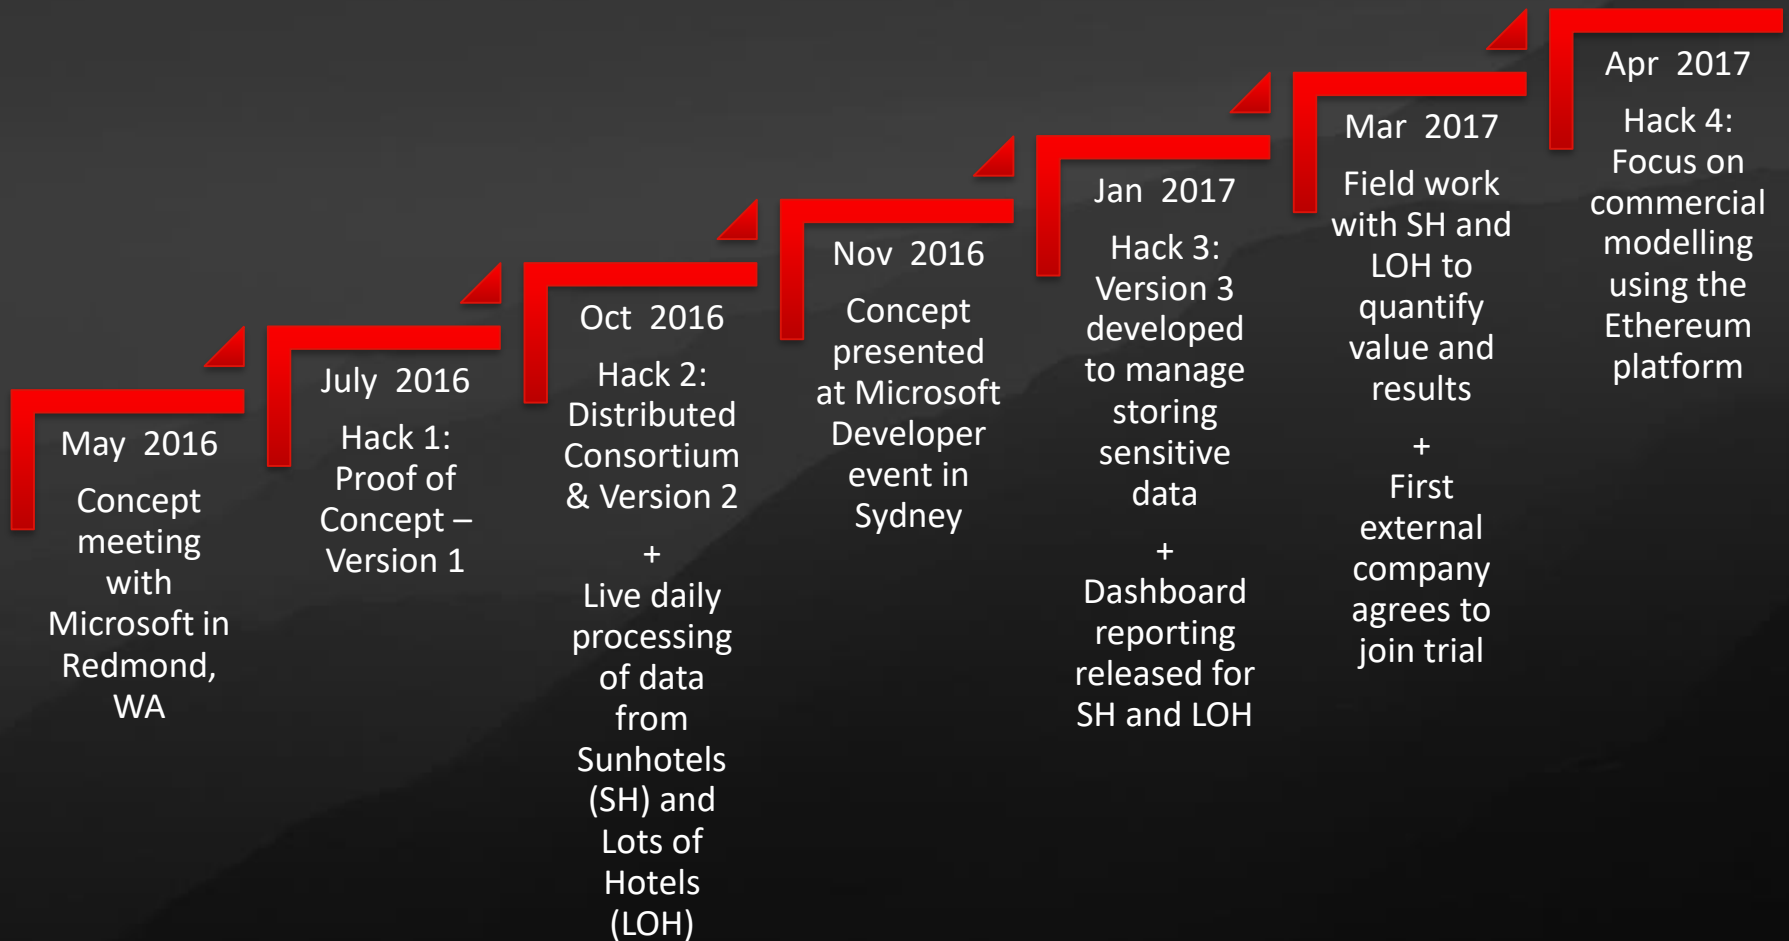 May 2016
Concept
meeting
with
Microsoft in
Redmond,
WA
July 2016
Hack 1:
Proof of
Concept –
Version 1
Oct 2016
Hack 2:
Distributed
Consortium
& Version 2
+
Live daily
processing
of data
from
Sunhotels
(SH) and
Lots of
Hotels
(LOH)
Nov 2016
Concept
presented
at Microsoft
Developer
event in
Sydney
Jan 2017
Hack 3:
Version 3
developed
to manage
storing
sensitive
data
+
Dashboard
reporting
released for
SH and LOH
Mar 2017
Field work
with SH and
LOH to
quantify
value and
results
+
First
external
company
agrees to
join trial
Apr 2017
Hack 4:
Focus on
commercial
modelling
using the
Ethereum
platform